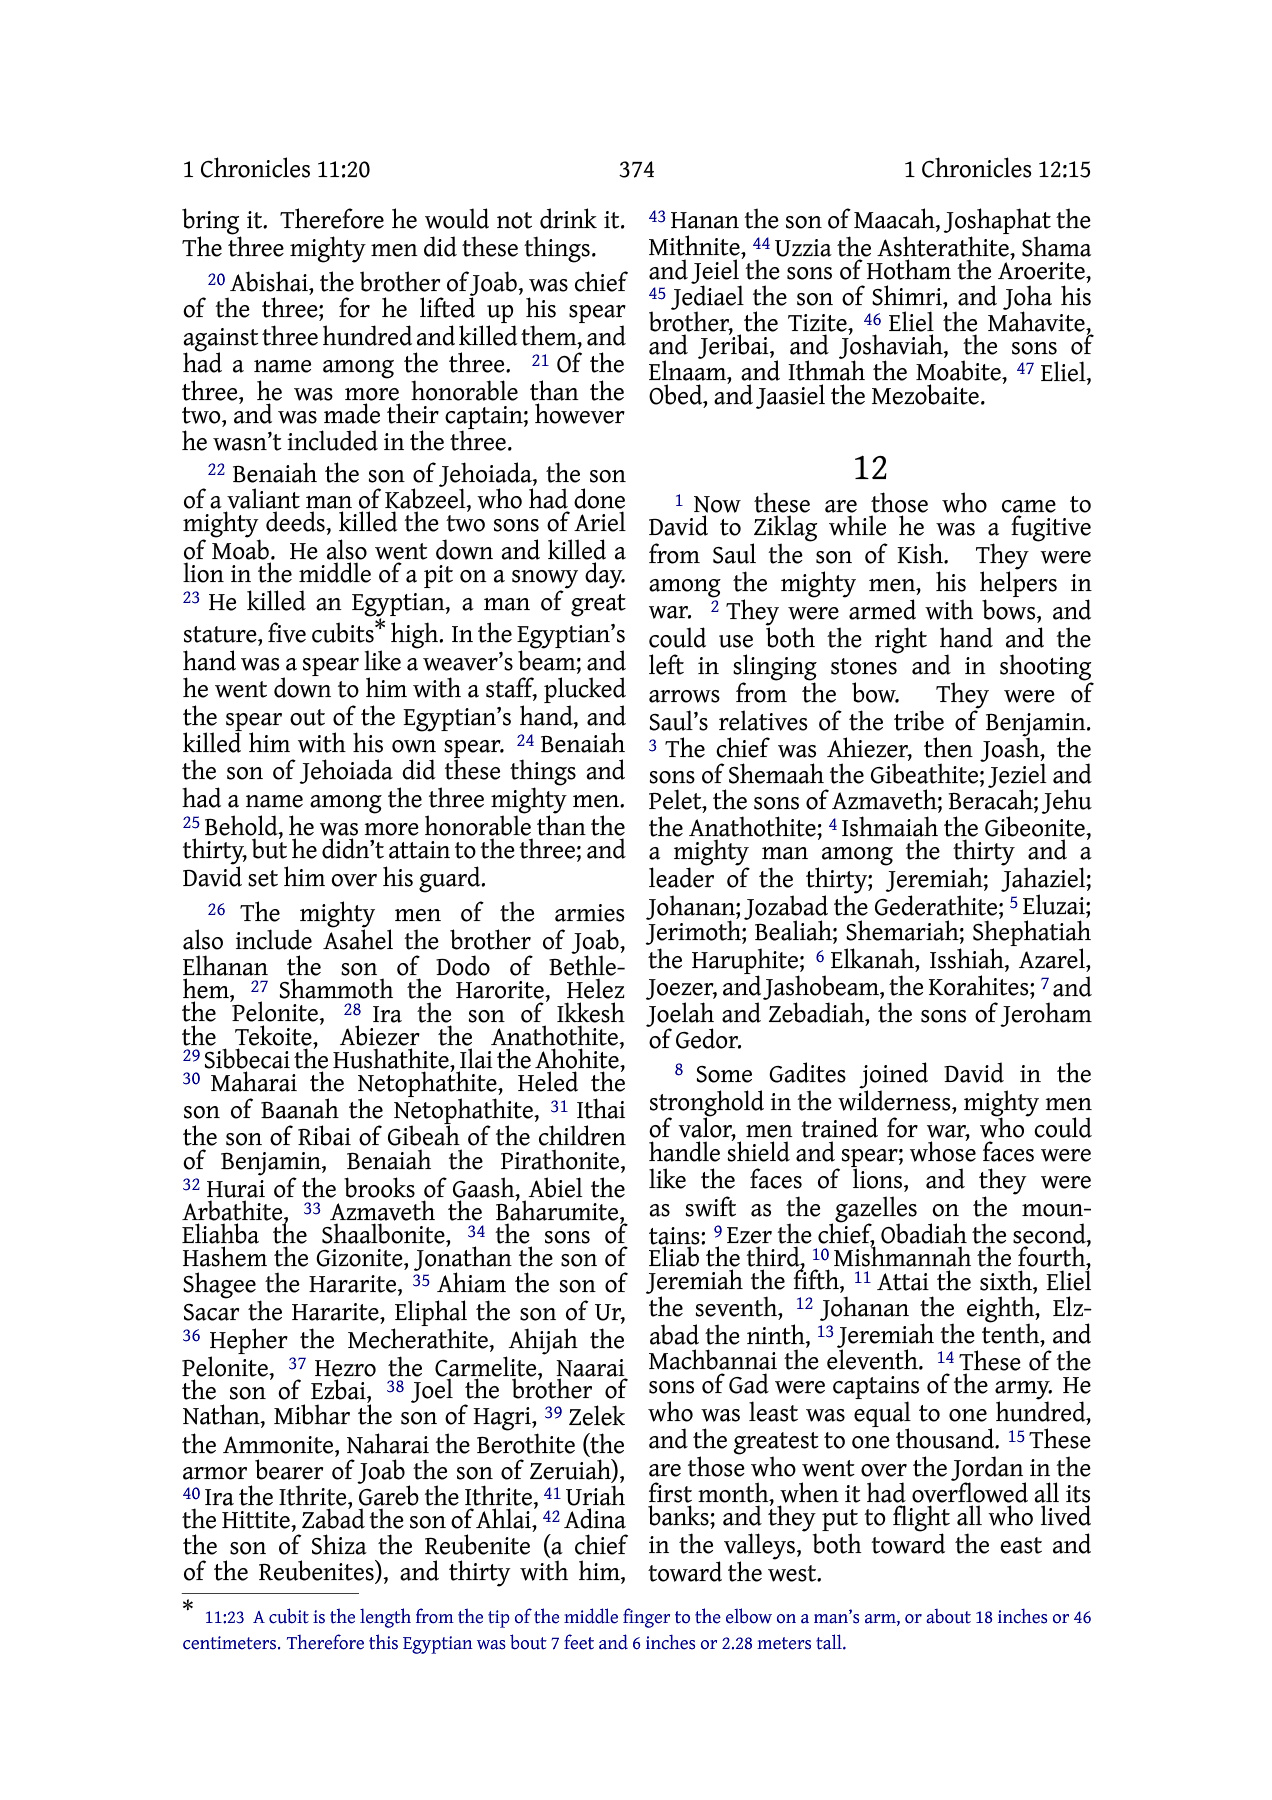 1 Chronicles 11:20 374 1 Chronicles 12:15
bring it. Therefore he would not drink it.
The three mighty men did these things.
20 Abishai, the brother of Joab, was chief
of the three; for he lifted up his spear
against three hundred and killed them, and
had a name among the three. 21 Of the
three, he was more honorable than the
two, and was made their captain; however
he wasn’t included in the three.
22 Benaiah the son of Jehoiada, the son
of a valiant man of Kabzeel, who had done
mighty deeds, killed the two sons of Ariel
of Moab. He also went down and killed a
lion in the middle of a pit on a snowy day.
23 He killed an Egyptian, a man of great
stature, five cubits* high. In the Egyptian’s
hand was a spear like a weaver’s beam; and
he went down to him with a staff, plucked
the spear out of the Egyptian’s hand, and
killed him with his own spear. 24 Benaiah
the son of Jehoiada did these things and
had a name among the three mighty men.
25 Behold, he was more honorable than the
thirty, but he didn’t attain to the three; and
David set him over his guard.
26 The mighty men of the armies
also include Asahel the brother of Joab,
Elhanan the son of Dodo of Bethle-
hem, 27 Shammoth the Harorite, Helez
the Pelonite, 28 Ira the son of Ikkesh
the Tekoite, Abiezer the Anathothite,
29 Sibbecai the Hushathite, Ilai the Ahohite,
30 Maharai the Netophathite, Heled the
son of Baanah the Netophathite, 31 Ithai
the son of Ribai of Gibeah of the children
of Benjamin, Benaiah the Pirathonite,
32 Hurai of the brooks of Gaash, Abiel the
Arbathite, 33 Azmaveth the Baharumite,
Eliahba the Shaalbonite, 34 the sons of
Hashem the Gizonite, Jonathan the son of
Shagee the Hararite, 35 Ahiam the son of
Sacar the Hararite, Eliphal the son of Ur,
36 Hepher the Mecherathite, Ahijah the
Pelonite, 37 Hezro the Carmelite, Naarai
the son of Ezbai, 38 Joel the brother of
Nathan, Mibhar the son of Hagri, 39 Zelek
the Ammonite, Naharai the Berothite (the
armor bearer of Joab the son of Zeruiah),
40 Ira the Ithrite, Gareb the Ithrite, 41 Uriah
the Hittite, Zabad the son of Ahlai, 42 Adina
the son of Shiza the Reubenite (a chief
of the Reubenites), and thirty with him,
43 Hanan the son of Maacah, Joshaphat the
Mithnite, 44 Uzzia the Ashterathite, Shama
and Jeiel the sons of Hotham the Aroerite,
45 Jediael the son of Shimri, and Joha his
brother, the Tizite, 46 Eliel the Mahavite,
and Jeribai, and Joshaviah, the sons of
Elnaam, and Ithmah the Moabite, 47 Eliel,
Obed, and Jaasiel the Mezobaite.
12
1 Now these are those who came to
David to Ziklag while he was a fugitive
from Saul the son of Kish. They were
among the mighty men, his helpers in
war. 2 They were armed with bows, and
could use both the right hand and the
left in slinging stones and in shooting
arrows from the bow. They were of
Saul’s relatives of the tribe of Benjamin.
3 The chief was Ahiezer, then Joash, the
sons of Shemaah the Gibeathite; Jeziel and
Pelet, the sons of Azmaveth; Beracah; Jehu
the Anathothite; 4 Ishmaiah the Gibeonite,
a mighty man among the thirty and a
leader of the thirty; Jeremiah; Jahaziel;
Johanan; Jozabad the Gederathite; 5 Eluzai;
Jerimoth; Bealiah; Shemariah; Shephatiah
the Haruphite; 6 Elkanah, Isshiah, Azarel,
Joezer, and Jashobeam, the Korahites; 7 and
Joelah and Zebadiah, the sons of Jeroham
of Gedor.
8 Some Gadites joined David in the
stronghold in the wilderness, mighty men
of valor, men trained for war, who could
handle shield and spear; whose faces were
like the faces of lions, and they were
as swift as the gazelles on the moun-
tains: 9 Ezer the chief, Obadiah the second,
Eliab the third, 10 Mishmannah the fourth,
Jeremiah the fifth, 11 Attai the sixth, Eliel
the seventh, 12 Johanan the eighth, Elz-
abad the ninth, 13 Jeremiah the tenth, and
Machbannai the eleventh. 14 These of the
sons of Gad were captains of the army. He
who was least was equal to one hundred,
and the greatest to one thousand. 15 These
are those who went over the Jordan in the
first month, when it had overflowed all its
banks; and they put to flight all who lived
in the valleys, both toward the east and
toward the west.
* 11:23 A cubit is the length from the tip of the middle finger to the elbow on a man’s arm, or about 18 inches or 46
centimeters. Therefore this Egyptian was bout 7 feet and 6 inches or 2.28 meters tall.